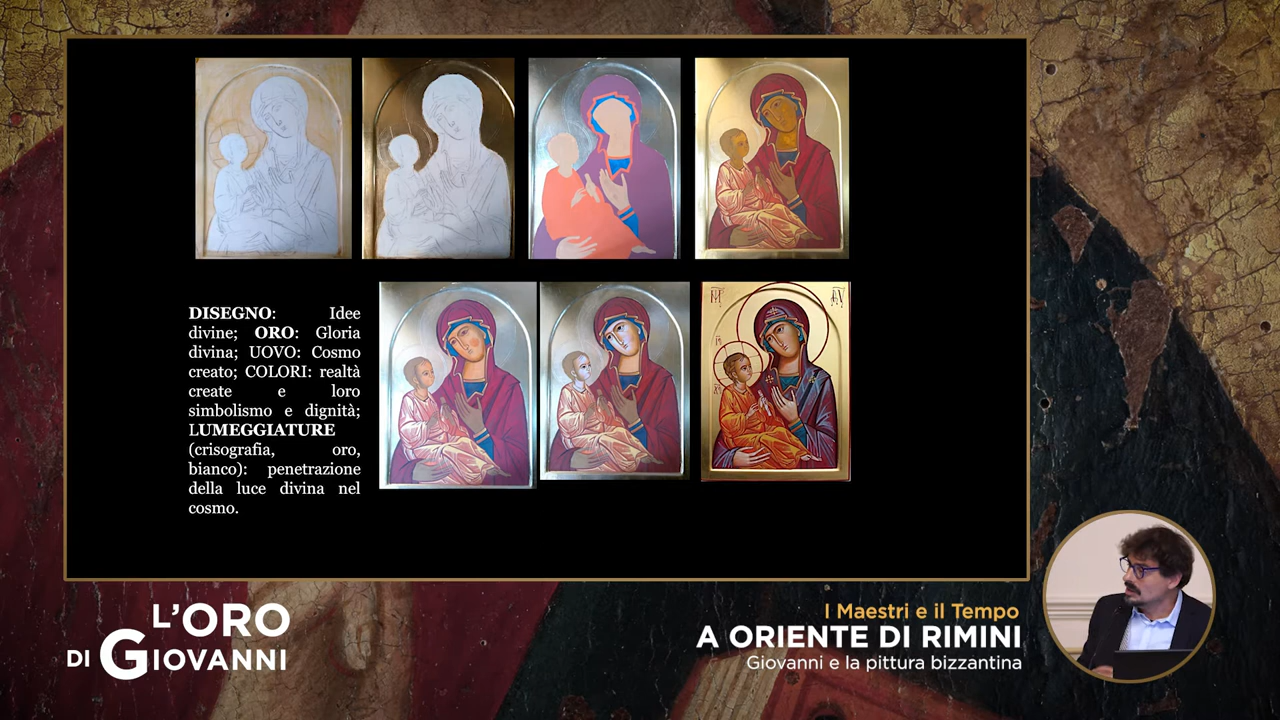 DISEGNO: Idee
divine; ORO: Gloria
divina; UOVO: Cosmo
creato; COLORI: realtà
create e loro
simbolismo e dignità;
LUMEGGIATURE
(crisografia, oro,
bianco): penetrazione
della luce divina nel
cosmo.
L'ORO
DI GIOVANNI
I Maestri e il Tempo
A ORIENTE DI RIMINI
Giovanni e la pittura bizzantina